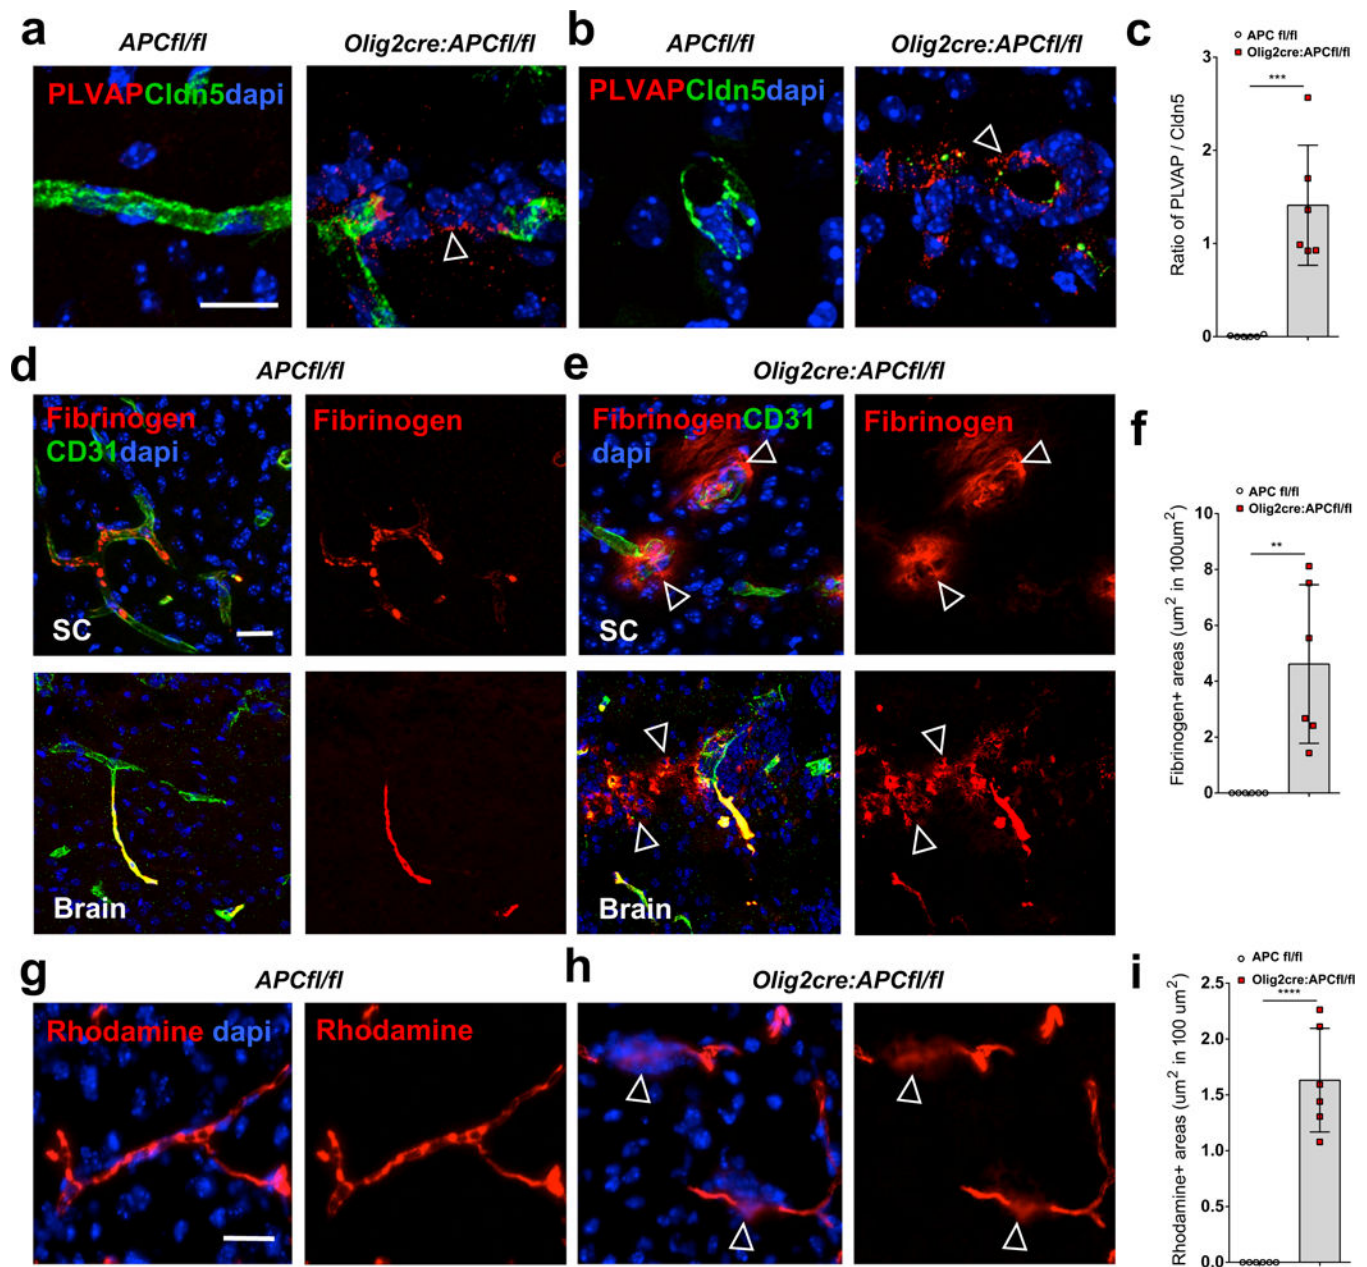 a
APCfl/fl
Olig2cre:APCfl/fl
b
APCfl/fl
Olig2cre:APCfl/fl
c
PLVAPCldn5dapi
PLVAPCldn5dapi
APC fl/fl
Olig2cre:APCfl/fl
***
Ratio of PLVAP / Cldn5
3
2
1
0
d
APCfl/fl
e
Olig2cre:APCfl/fl
f
Fibrinogen
CD31dapi
Fibrinogen
FibrinogenCD31
dapi
Fibrinogen
SC
SC
Brain
Brain
APC fl/fl
Olig2cre:APCfl/fl
**
Fibrinogen+ areas (um² in 100um²)
10
8
6
4
2
0
g
APCfl/fl
h
Olig2cre:APCfl/fl
i
Rhodamine dapi
Rhodamine
APC fl/fl
Olig2cre:APCfl/fl
****
Rhodamine+ areas (um² in 100 um²)
2.5
2.0
1.5
1.0
0.5
0.0